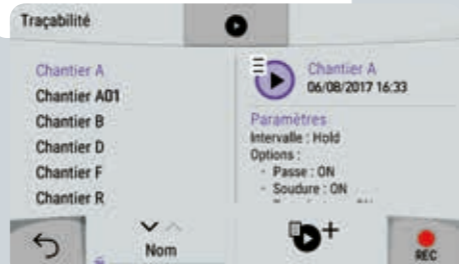 Traçabilité
Chantier A
Chantier A01
Chantier B
Chantier D
Chantier F
Chantier R
Chantier A
06/08/2017 16:33
Paramètres
Intervalle : Hold
Options :
- Passe : ON
- Soudure : ON
Nom
REC